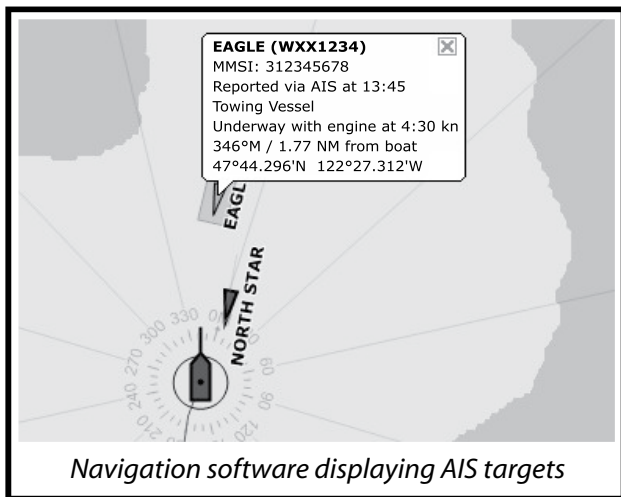 EAGLE (WXX1234)
MMSI: 312345678
Reported via AIS at 13:45
Towing Vessel
Underway with engine at 4:30 kn
346°M / 1.77 NM from boat
47°44.296'N 122°27.312'W
EAGL
NORTH STAR
330
300
270
240
210
60
90
120
Navigation software displaying AIS targets